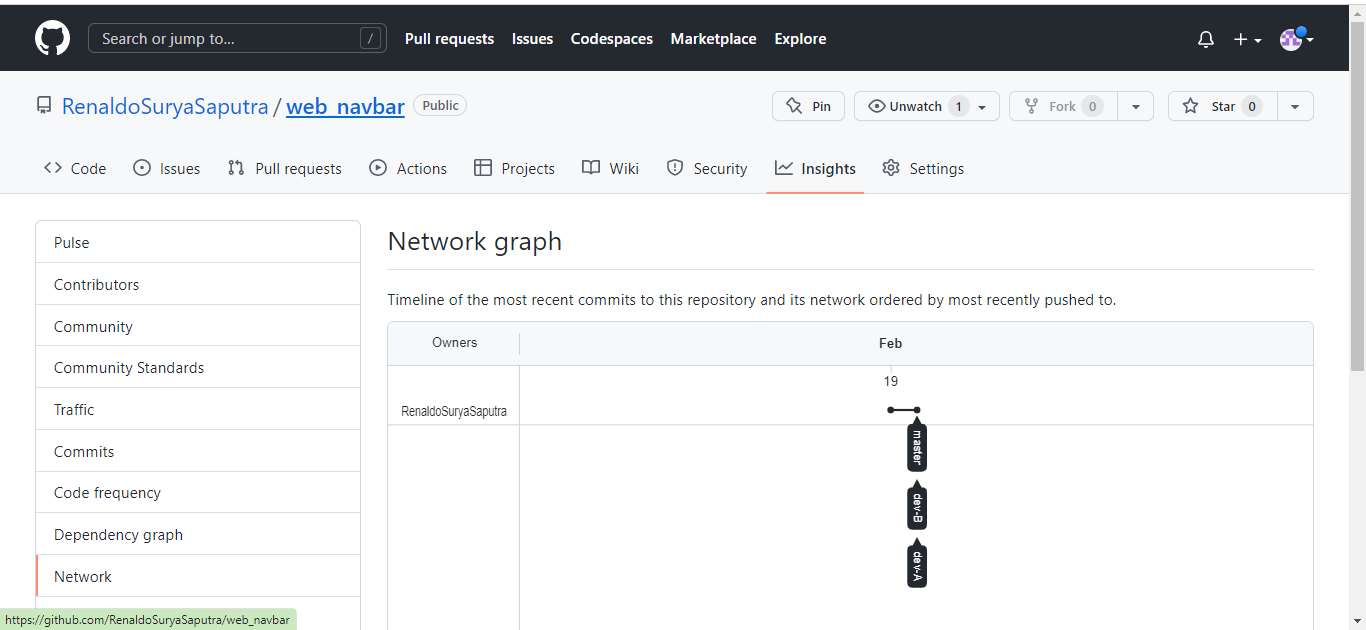 Search or jump to... / Pull requests Issues Codespaces Marketplace Explore
RenaldoSuryaSaputra / web_navbar Public Pin Unwatch 1 Fork 0 Star 0
Code Issues Pull requests Actions Projects Wiki Security Insights Settings
Pulse
Contributors
Community
Community Standards
Traffic
Commits
Code frequency
Dependency graph
Network
Network graph
Timeline of the most recent commits to this repository and its network ordered by most recently pushed to.
Owners Feb
19
RenaldoSuryaSaputra
master
dev-B
dev-A
https://github.com/RenaldoSuryaSaputra/web_navbar